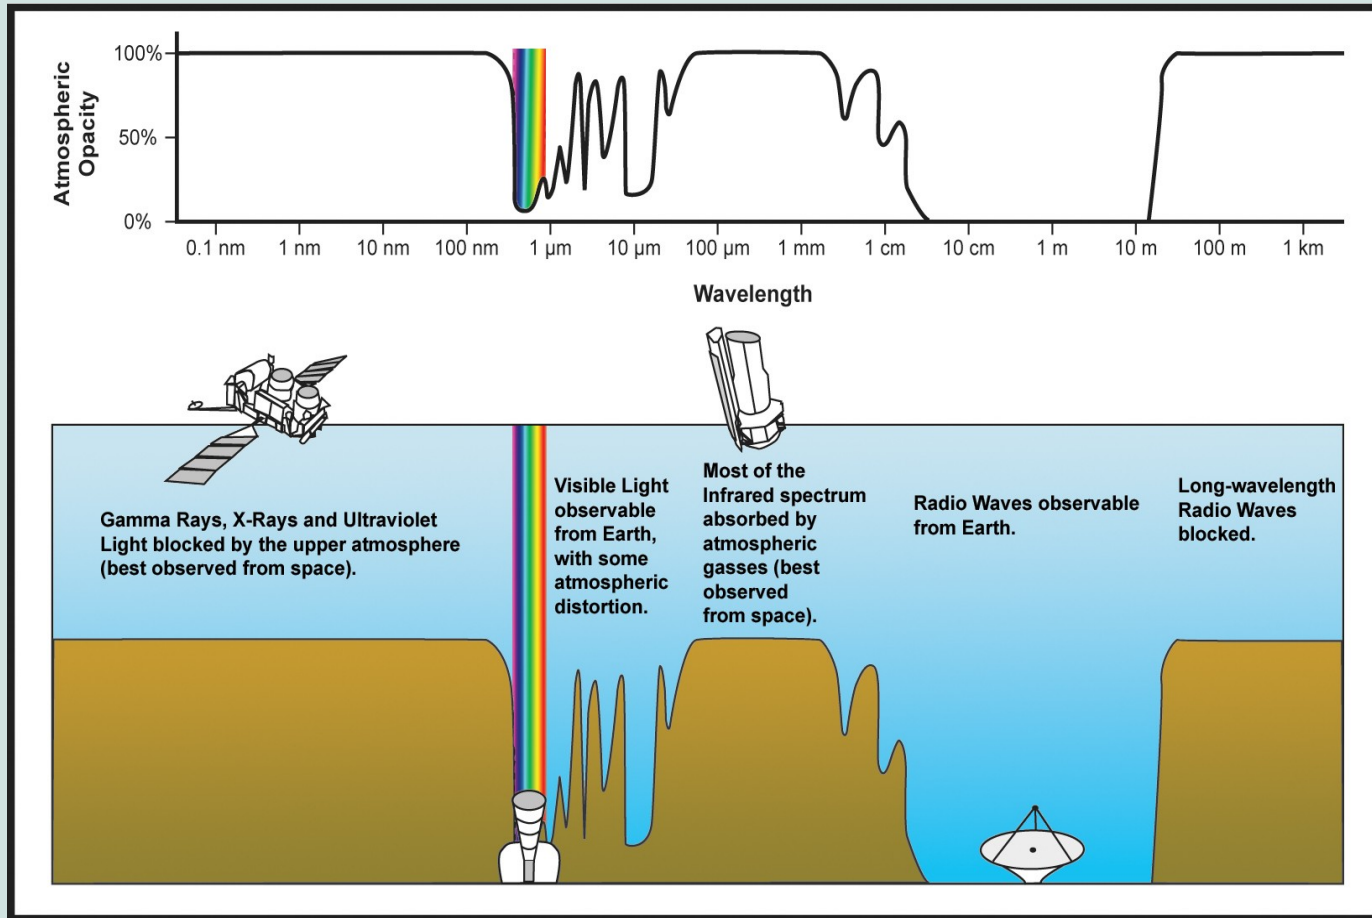 Atmospheric
Opacity
100%
50%
0%
0.1 nm
1 nm
10 nm
100 nm
1 µm
10 µm
100 µm
1 mm
1 cm
10 cm
1 m
10 m
100 m
1 km
Wavelength
Gamma Rays, X-Rays and Ultraviolet
Light blocked by the upper atmosphere
(best observed from space).
Visible Light
observable
from Earth,
with some
atmospheric
distortion.
Most of the
Infrared spectrum
absorbed by
atmospheric
gasses (best
observed
from space).
Radio Waves observable
from Earth.
Long-wavelength
Radio Waves
blocked.